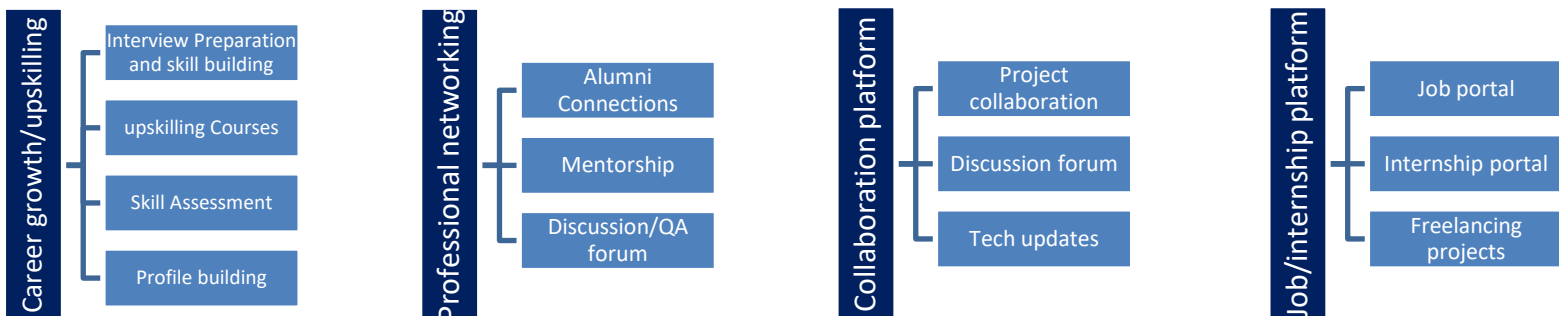 Career growth/upskilling
Interview Preparation
and skill building
upskilling Courses
Skill Assessment
Profile building
Professional networking
Alumni
Connections
Mentorship
Discussion/QA
forum
Collaboration platform
Project
collaboration
Discussion forum
Tech updates
Job/internship platform
Job portal
Internship portal
Freelancing
projects